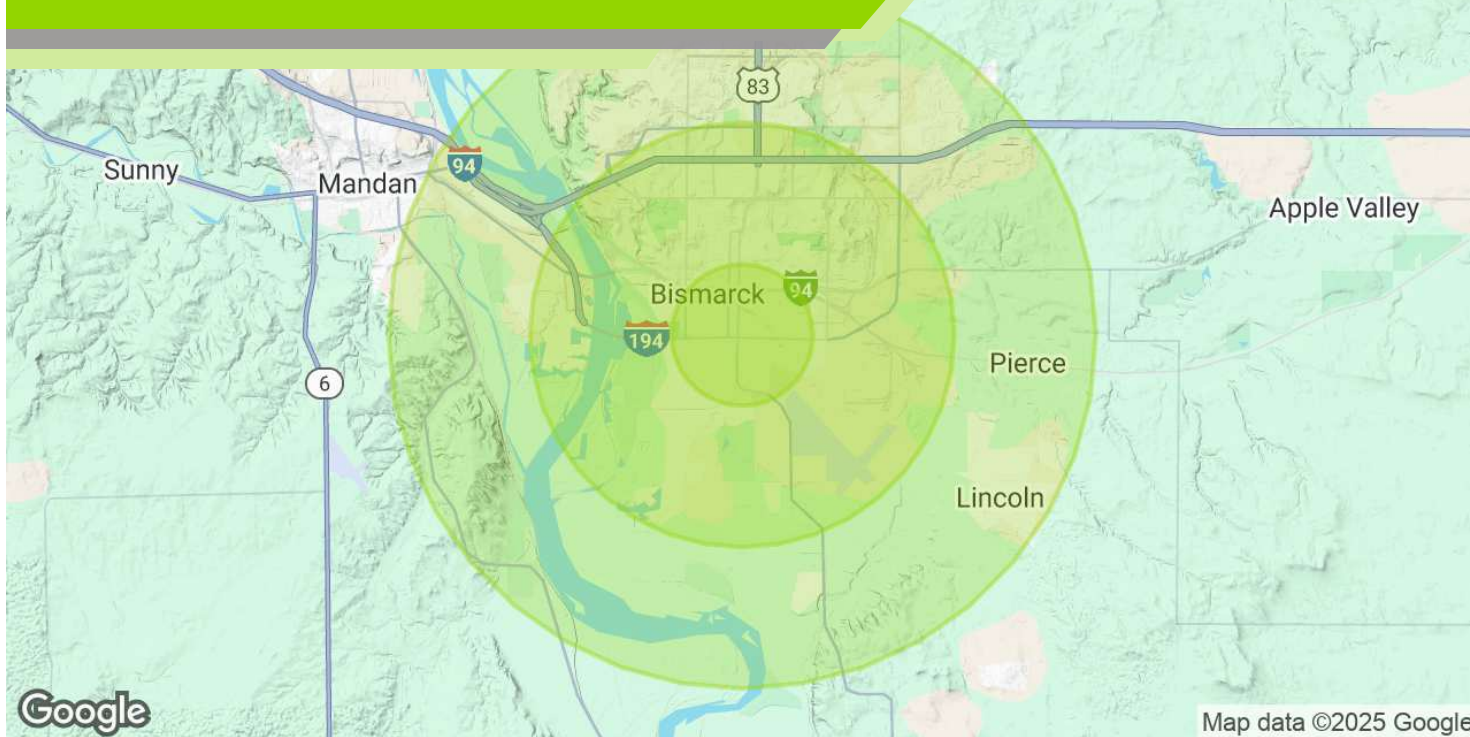 83
94
Sunny
Mandan
Apple Valley
Bismarck
94
194
Pierce
6
Lincoln
Google
Map data ©2025 Google